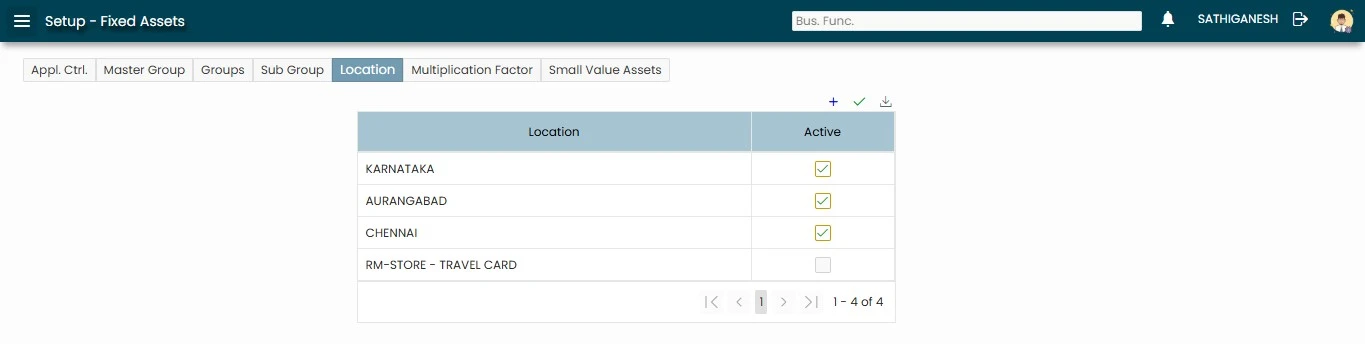 Setup - Fixed Assets
Bus. Func.
SATHIGANESH
Appl. Ctrl. Master Group Groups Sub Group Location Multiplication Factor Small Value Assets
Location Active
KARNATAKA
AURANGABAD
CHENNAI
RM-STORE - TRAVEL CARD
1 1 - 4 of 4